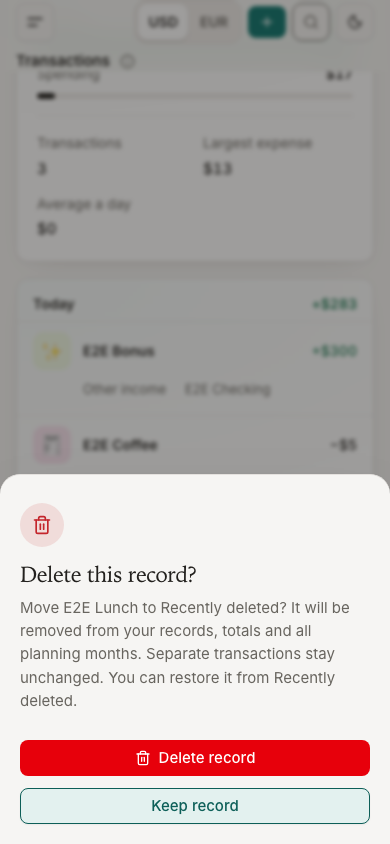 USD EUR
Transactions
Spending $17
Transactions Largest expense
3 $13
Average a day
$0
Today +$283
E2E Bonus +$300
Other income E2E Checking
E2E Coffee −$5
Delete this record?
Move E2E Lunch to Recently deleted? It will be
removed from your records, totals and all
planning months. Separate transactions stay
unchanged. You can restore it from Recently
deleted.
Delete record
Keep record